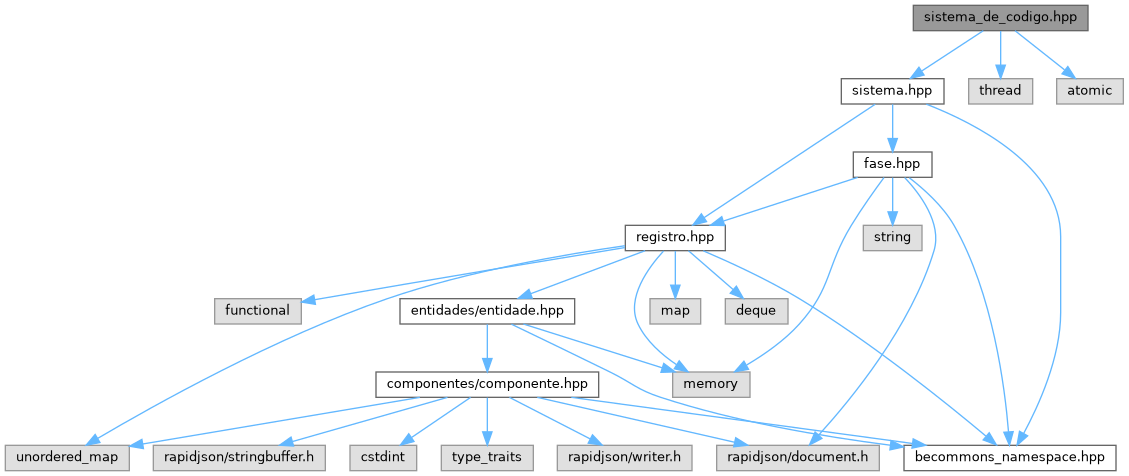 sistema_de_codigo.hpp
sistema.hpp
thread
atomic
fase.hpp
registro.hpp
string
functional
entidades/entidade.hpp
map
deque
componentes/componente.hpp
memory
unordered_map
rapidjson/stringbuffer.h
cstdint
type_traits
rapidjson/writer.h
rapidjson/document.h
becommons_namespace.hpp